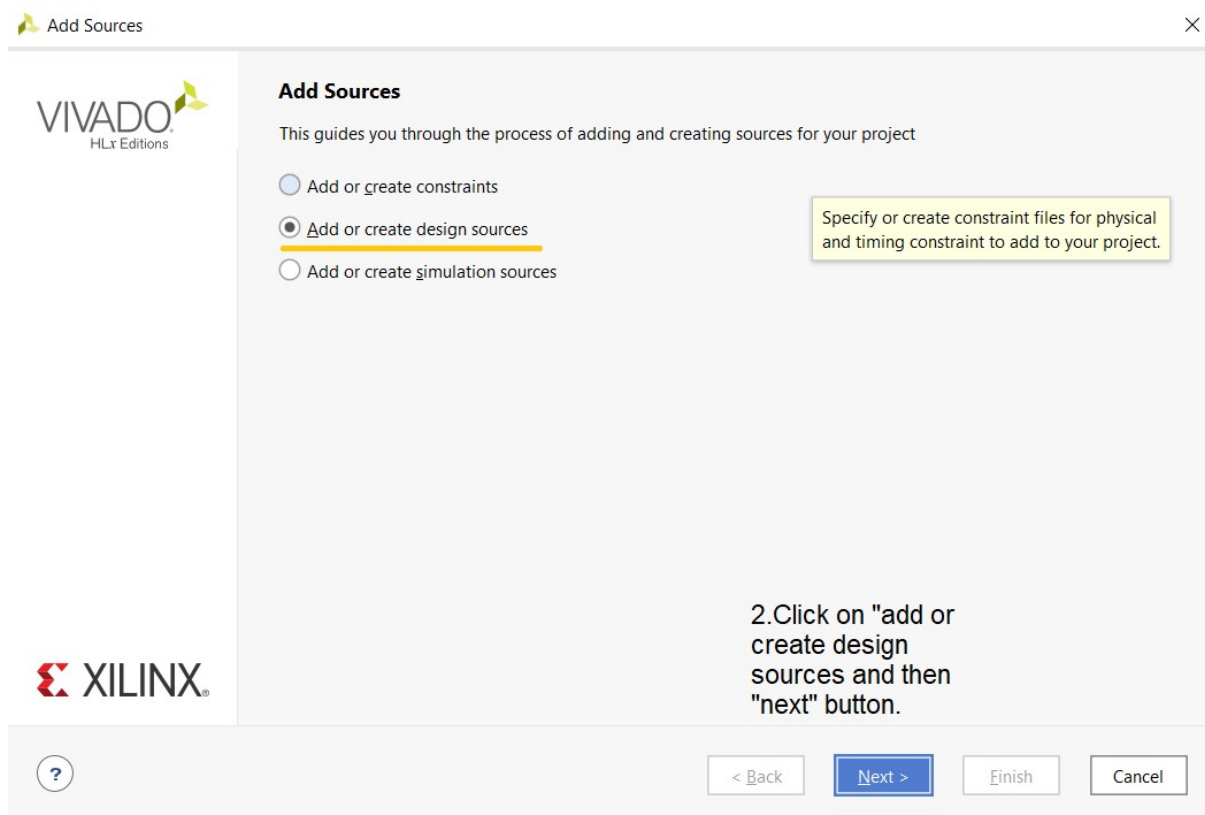 Add Sources
VIVADO.
HLx Editions
Add Sources
This guides you through the process of adding and creating sources for your project
Add or create constraints
Add or create design sources
Add or create simulation sources
Specify or create constraint files for physical
and timing constraint to add to your project.
2.Click on "add or
create design
sources and then
"next" button.
XILINX®
?
< Back
Next >
Finish
Cancel